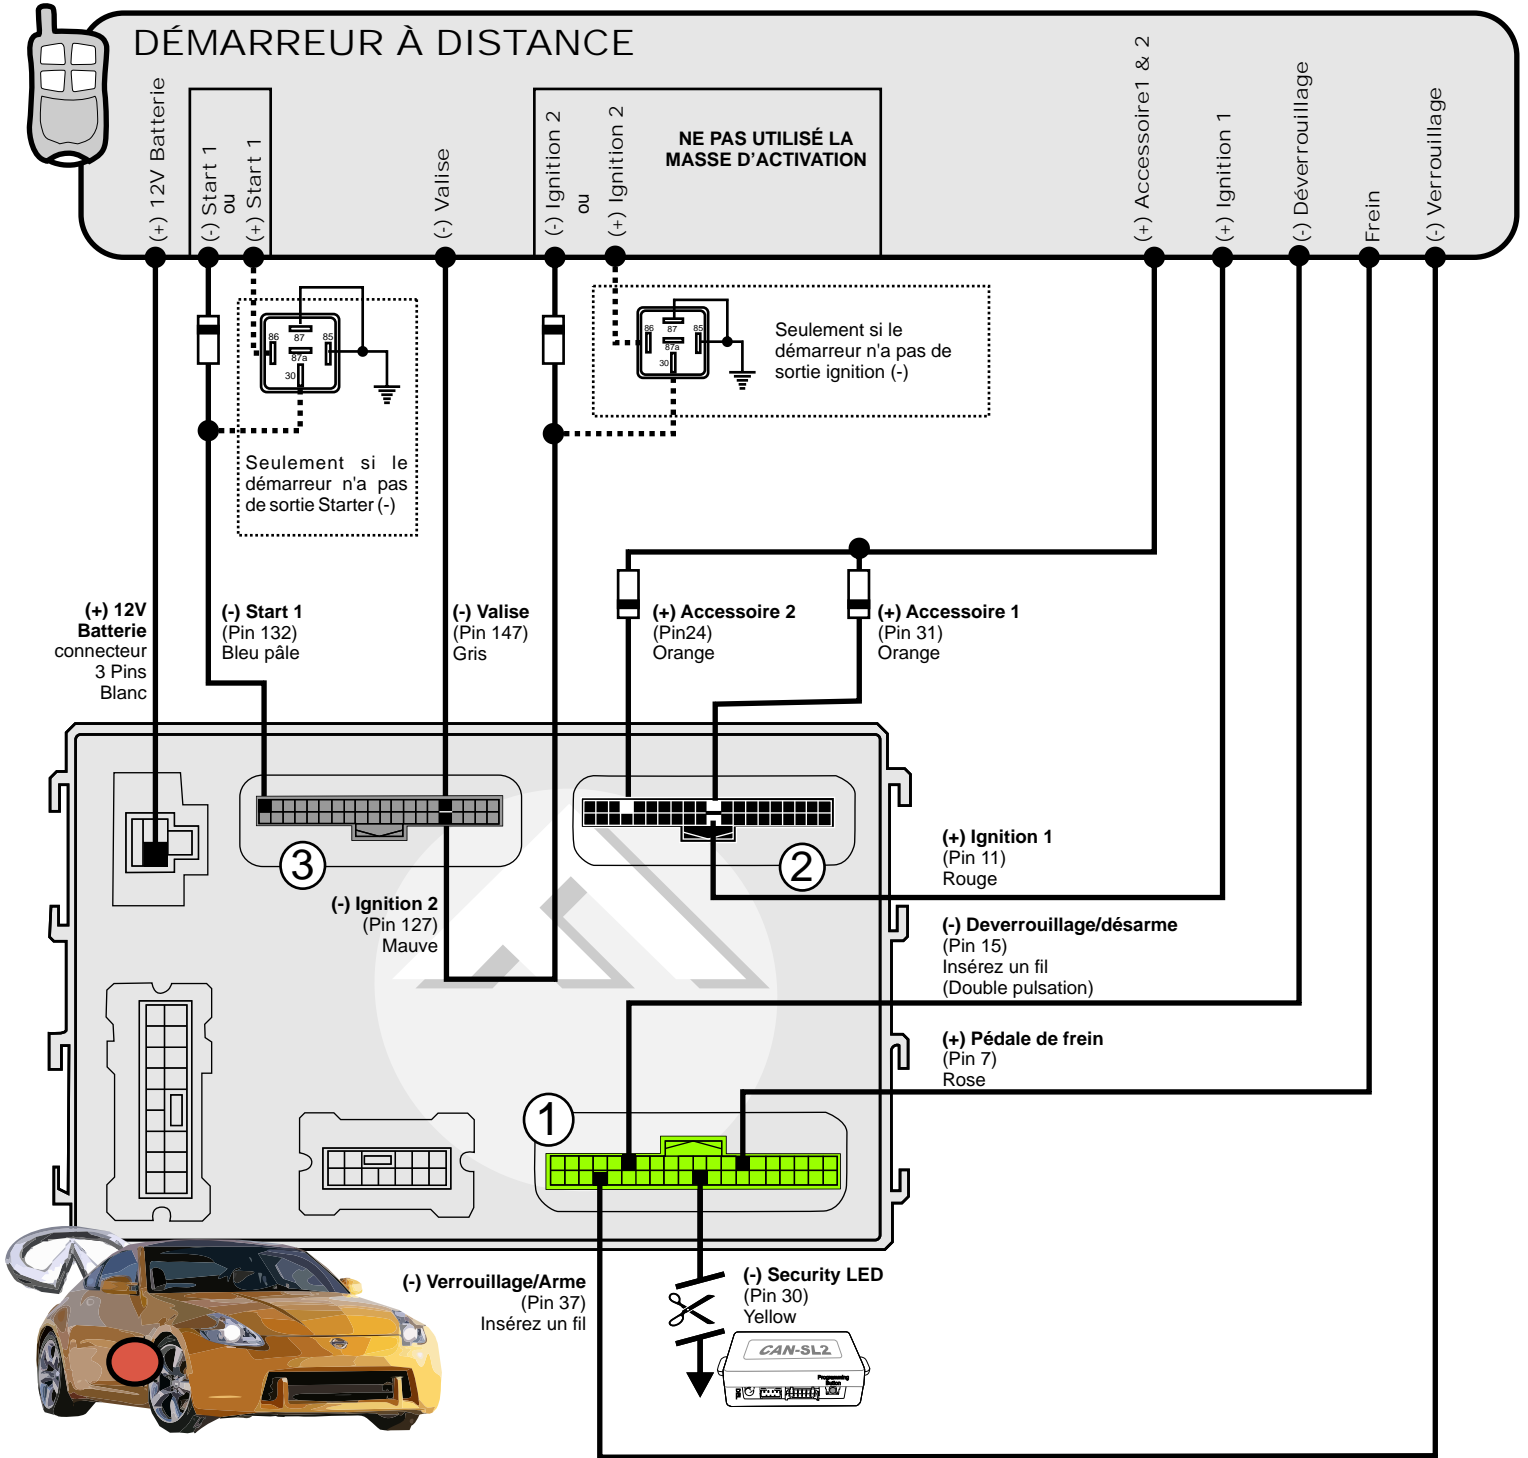 DÉMARREUR À DISTANCE
(+) 12V Batterie
(-) Start 1
ou
(+) Start 1
(-) Valise
(-) Ignition 2
ou
(+) Ignition 2
NE PAS UTILISÉ LA
MASSE D'ACTIVATION
(+) Accessoire1 & 2
(+) Ignition 1
(-) Déverrouillage
Frein
(-) Verrouillage
86
87
85
87a
30
Seulement si le
démarreur n'a pas
de sortie Starter (-)
86
87
85
87a
30
Seulement si le
démarreur n'a pas de
sortie ignition (-)
(+) 12V
Batterie
connecteur
3 Pins
Blanc
(-) Start 1
(Pin 132)
Bleu pâle
(-) Valise
(Pin 147)
Gris
(+) Accessoire 2
(Pin24)
Orange
(+) Accessoire 1
(Pin 31)
Orange
3
2
(-) Ignition 2
(Pin 127)
Mauve
(+) Ignition 1
(Pin 11)
Rouge
(-) Deverrouillage/désarme
(Pin 15)
Insérez un fil
(Double pulsation)
(+) Pédale de frein
(Pin 7)
Rose
1
(-) Verrouillage/Arme
(Pin 37)
Insérez un fil
(-) Security LED
(Pin 30)
Yellow
CAN-SL2
Programming
Button